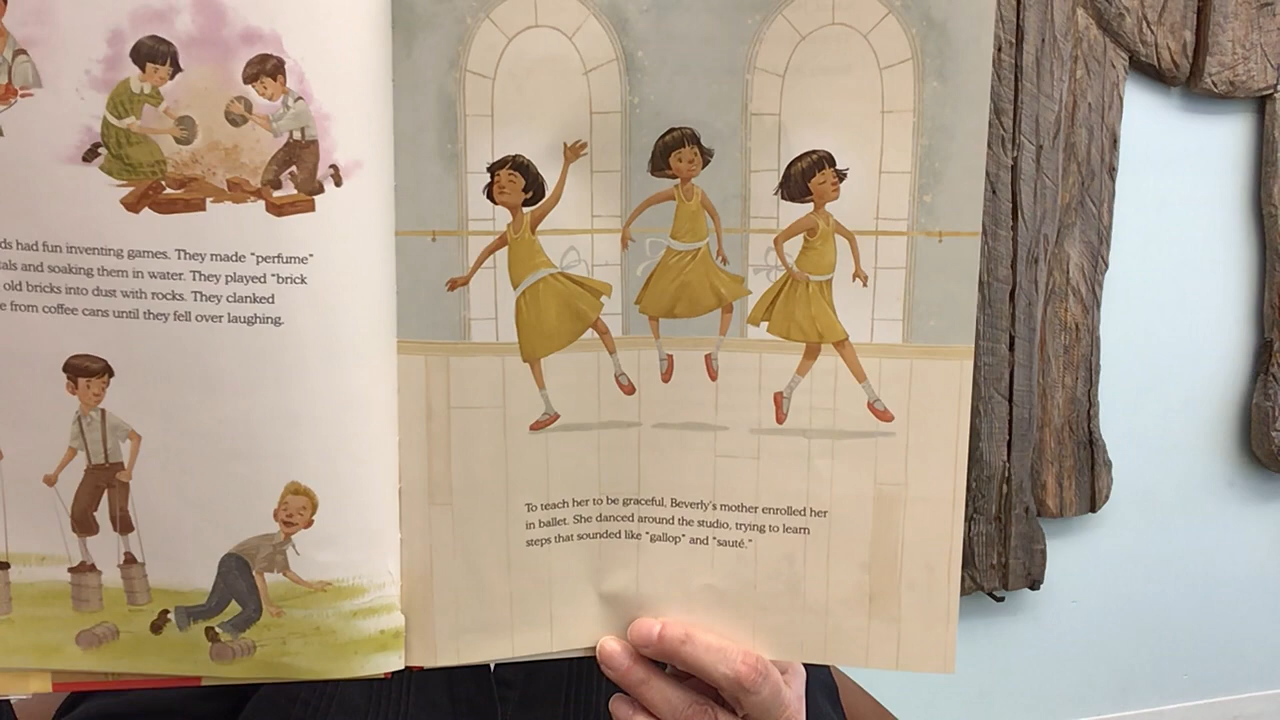 ds had fun inventing games. They made "perfume"
tals and soaking them in water. They played "brick
old bricks into dust with rocks. They clanked
e from coffee cans until they fell over laughing.
To teach her to be graceful, Beverly's mother enrolled her
in ballet. She danced around the studio, trying to learn
steps that sounded like "gallop" and "sauté."